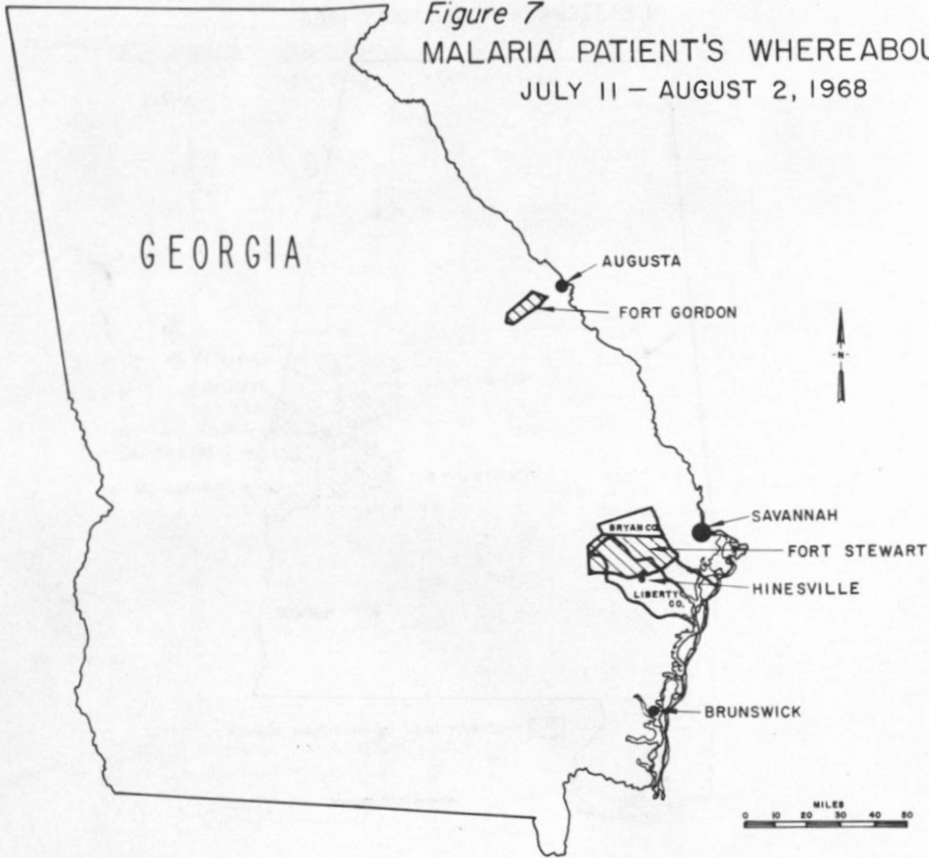 Figure 7
MALARIA PATIENT'S
JULY 11 – AUGUST 2, 1968
GEORGIA
AUGUSTA
FORT GORDON
N
SAVANNAH
BRYAN CO.
FORT STEWART
HINESVILLE
LIBERTY
CO.
BRUNSWICK
MILES
0 10 20 30 40 50